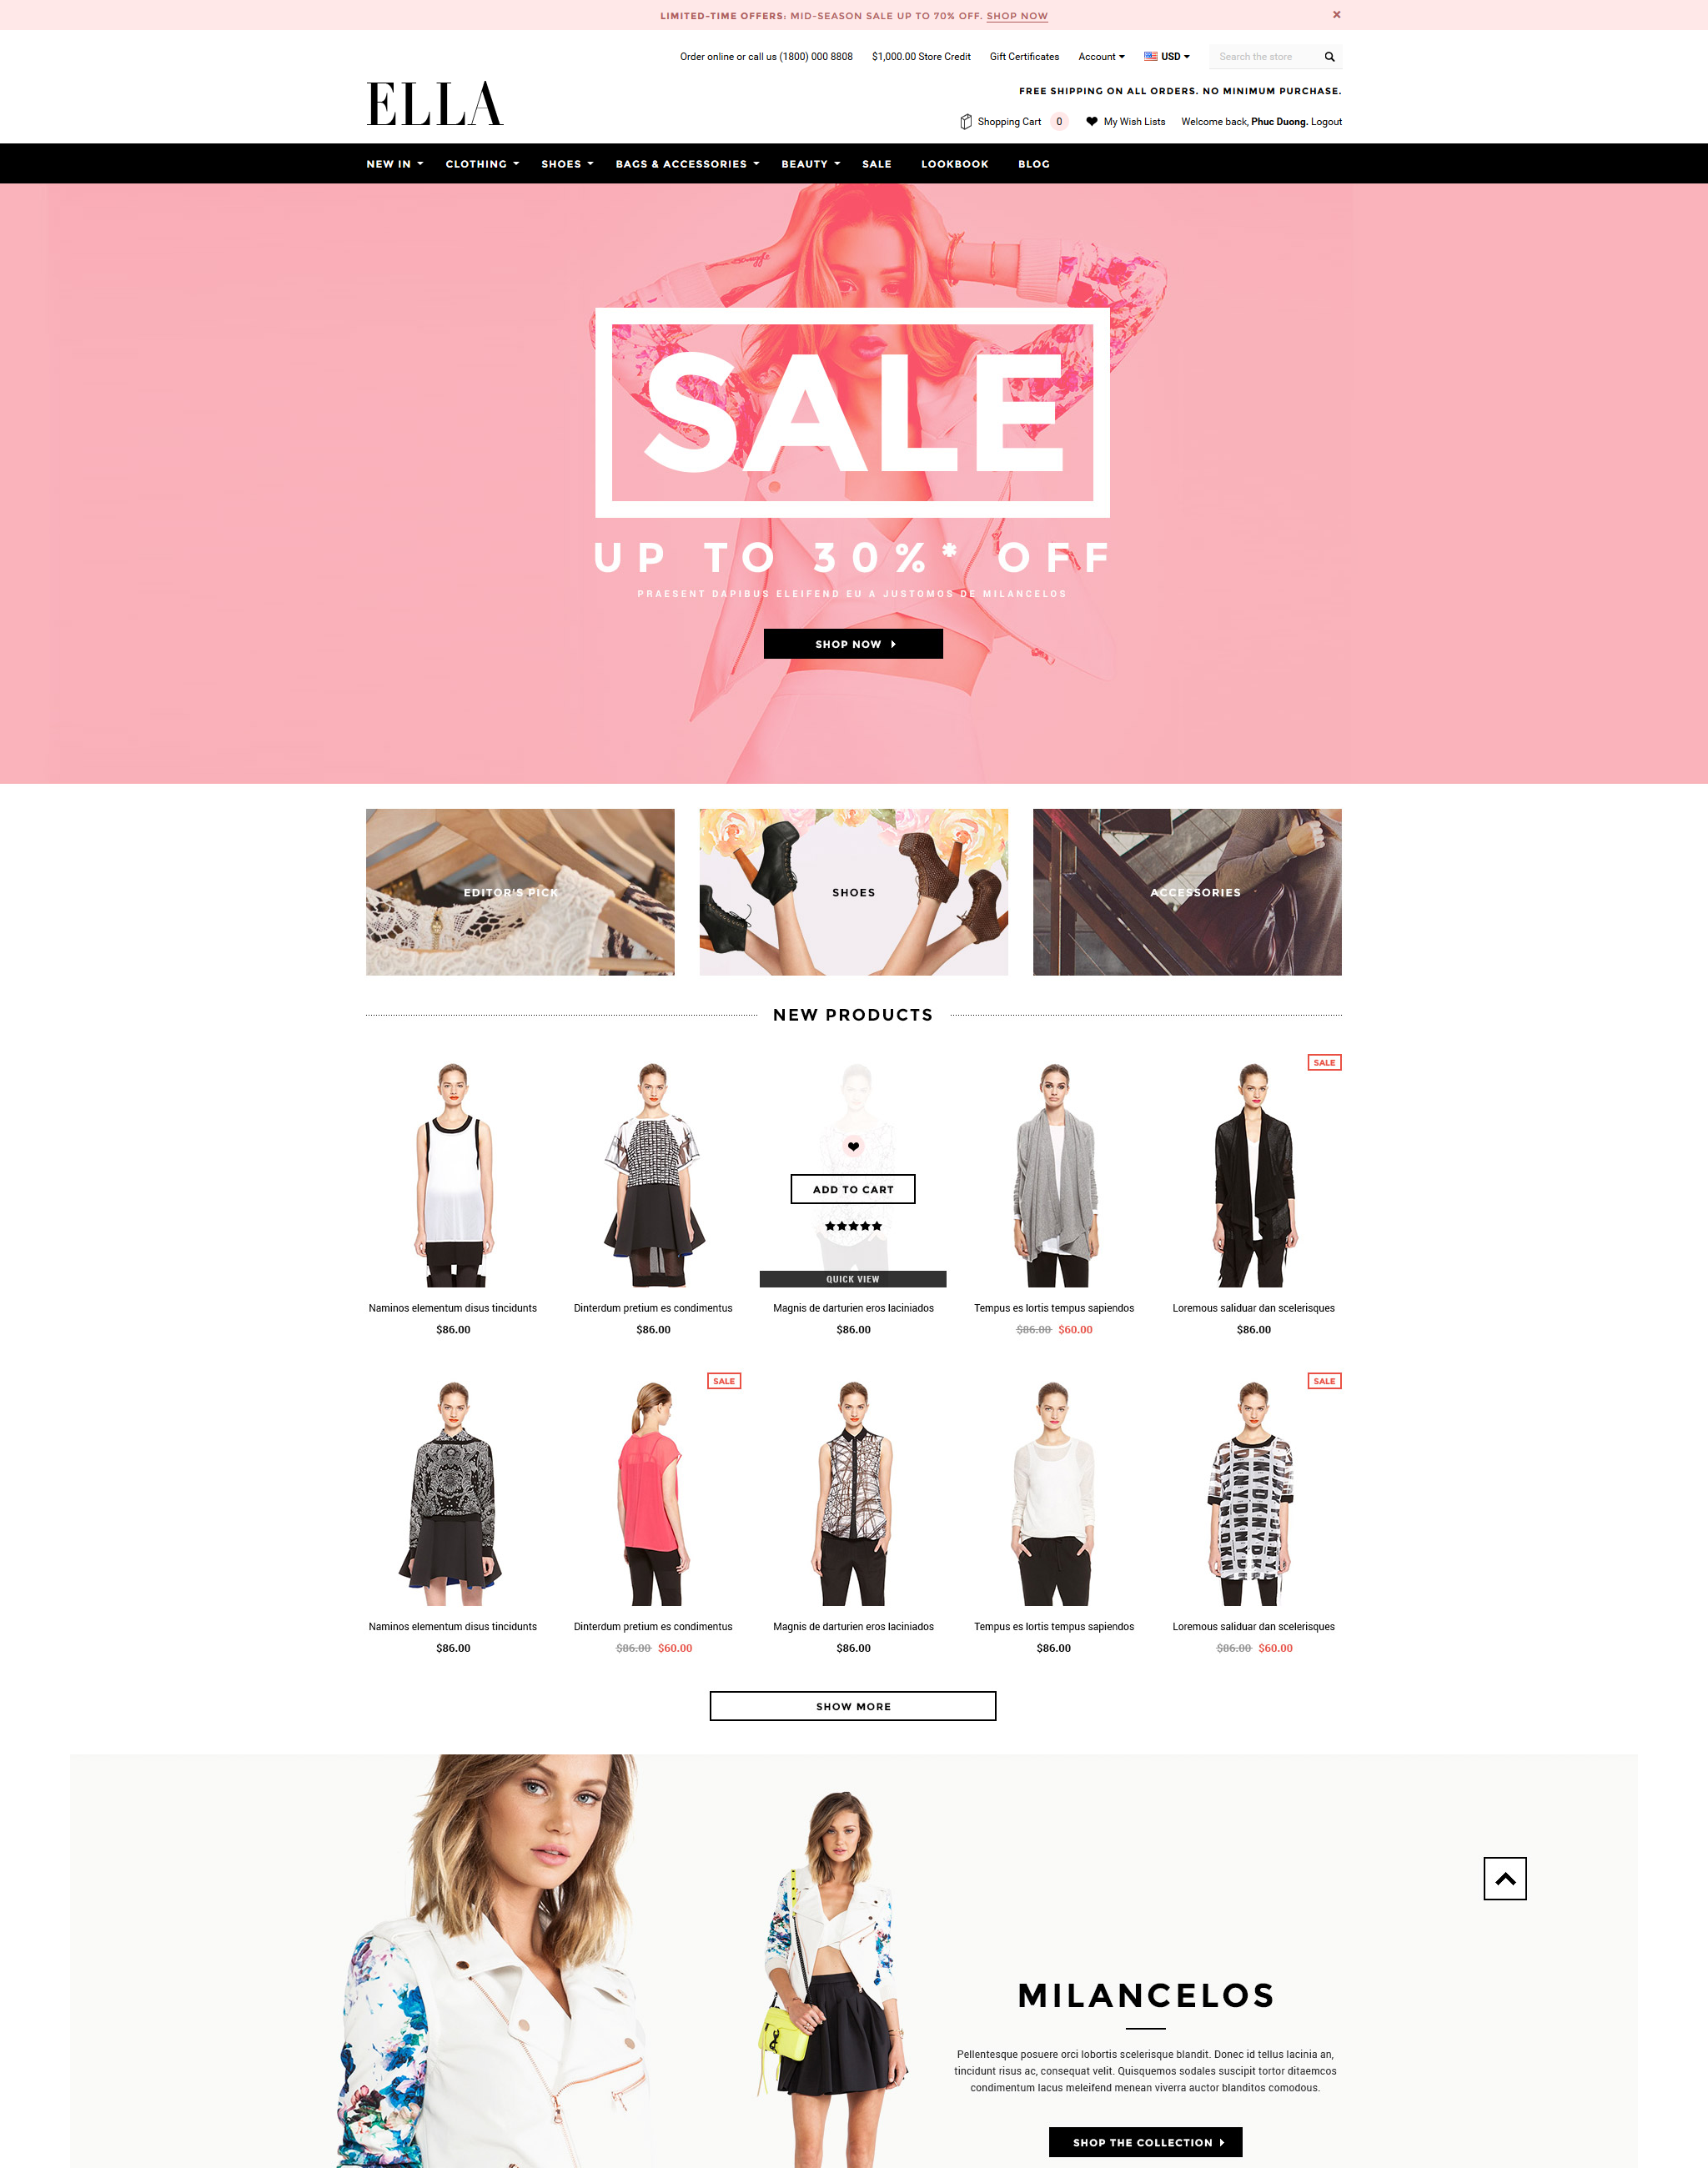 LIMITED-TIME OFFERS: MID-SEASON SALE UP TO 70% OFF. SHOP NOW
Order online or call us (1800) 000 8808 $1,000.00 Store Credit Gift Certificates Account USD Search the store
FREE SHIPPING ON ALL ORDERS. NO MINIMUM PURCHASE.
ELLA
Shopping Cart 0 My Wish Lists Welcome back, Phuc Duong. Logout
NEW IN CLOTHING SHOES BAGS & ACCESSORIES BEAUTY SALE LOOKBOOK BLOG
SALE
UP TO 30%* OFF
PRAESENT DAPIBUS ELEIFEND EU A JUSTOMOS DE MILANCELOS
SHOP NOW
EDITOR'S PICK SHOES ACCESSORIES
NEW PRODUCTS
SALE
ADD TO CART
QUICK VIEW
Naminos elementum disus tincidunts Dinterdum pretium es condimentus Magnis de darturien eros laciniados Tempus es lortis tempus sapiendos Loremous saliduar dan scelerisques
$86.00 $86.00 $86.00 $86.00 $60.00 $86.00
SALE SALE
Naminos elementum disus tincidunts Dinterdum pretium es condimentus Magnis de darturien eros laciniados Tempus es lortis tempus sapiendos Loremous saliduar dan scelerisques
$86.00 $86.00 $60.00 $86.00 $86.00 $86.00 $60.00
SHOW MORE
MILANCELOS
Pellentesque posuere orci lobortis scelerisque blandit. Donec id tellus lacinia an,
tincidunt risus ac, consequat velit. Quisquemos sodales suscipit tortor ditaemcos
condimentum lacus meleifend menean viverra auctor blanditos comodous.
SHOP THE COLLECTION